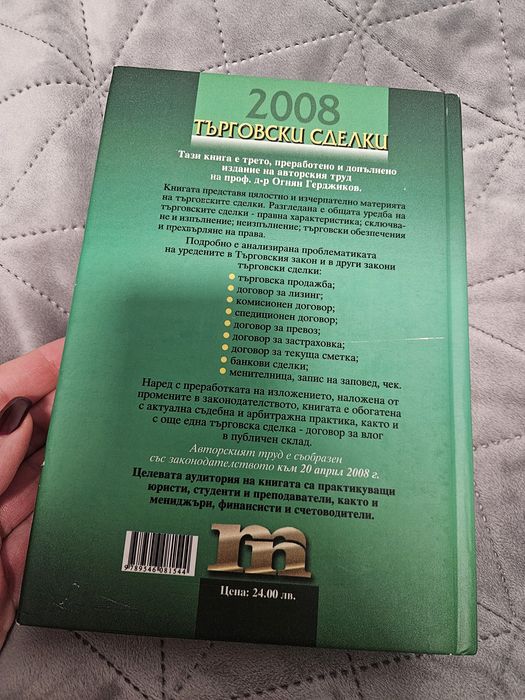 2008
ТЪРГОВСКИ СДЕЛКИ
Тази книга е трето, преработено и допълнено
издание на авторския труд
на проф. д-р Огнян Герджиков.
Книгата представя цялостно и изчерпателно материята
на търговските сделки. Разгледана е общата уредба на
търговските сделки - правна характеристика; сключва-
не и изпълнение; неизпълнение; търговски обезпечения
и прехвърляне на права.
Подробно е анализирана проблематиката
на уредените в Търговския закон и в други закони
търговски сделки:
търговска продажба;
договор за лизинг;
комисионен договор;
спедиционен договор;
договор за превоз;
договор за застраховка;
договор за текуща сметка;
банкови сделки;
менителница, запис на заповед, чек.
Наред с преработката на изложението, наложена от
промените в законодателството, книгата е обогатена
с актуална съдебна и арбитражна практика, както и
с още една търговска сделка - договор за влог
в публичен склад.
Авторският труд е съобразен
със законодателството към 20 април 2008 г.
Целевата аудитория на книгата са практикуващи
юристи, студенти и преподаватели, както и
мениджъри, финансисти и счетоводители.
m
9789546081544
Цена: 24.00 лв.